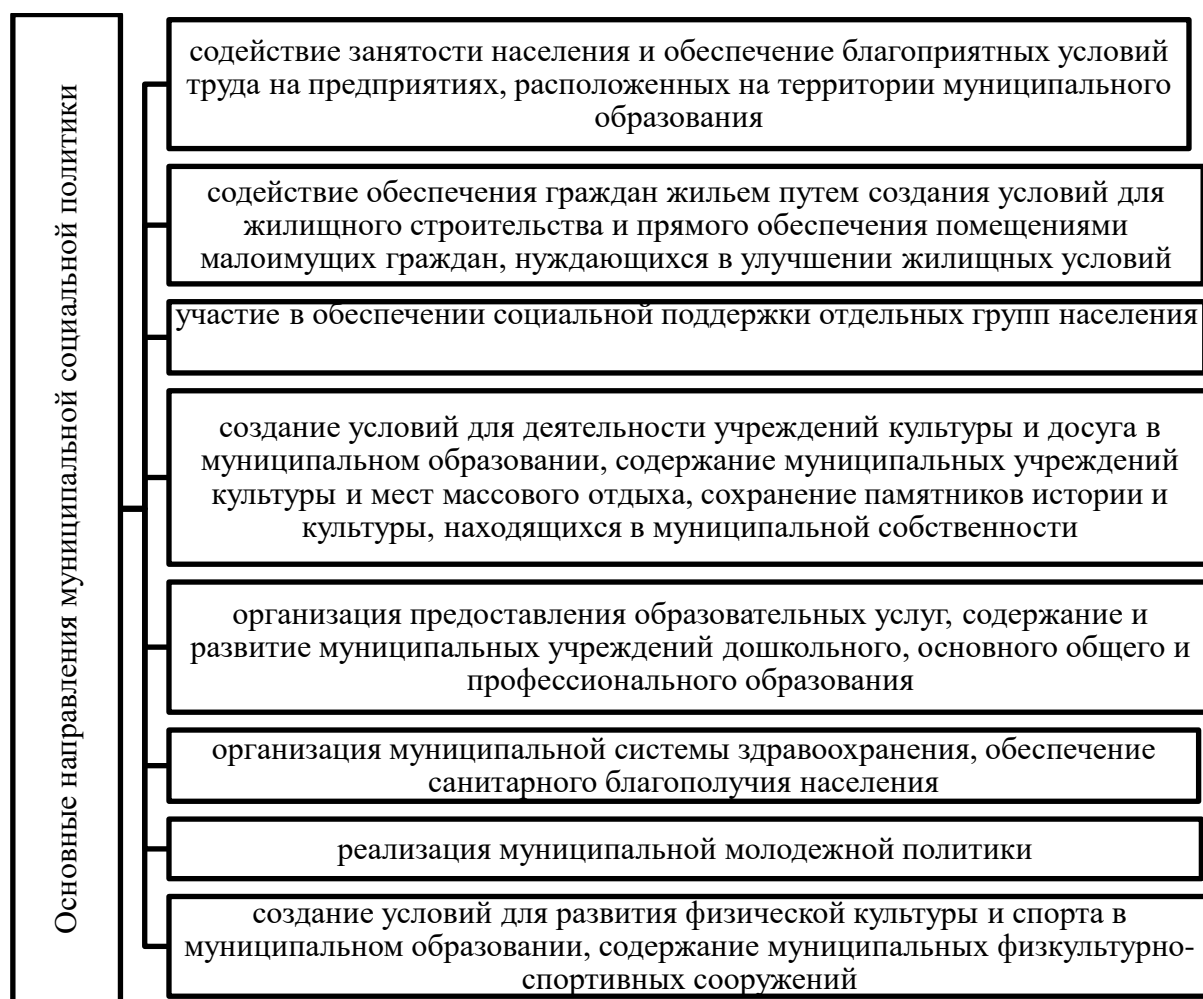 Основные направления муниципальной социальной политики
содействие занятости населения и обеспечение благоприятных условий
труда на предприятиях, расположенных на территории муниципального
образования
содействие обеспечения граждан жильем путем создания условий для
жилищного строительства и прямого обеспечения помещениями
малоимущих граждан, нуждающихся в улучшении жилищных условий
участие в обеспечении социальной поддержки отдельных групп населения
создание условий для деятельности учреждений культуры и досуга в
муниципальном образовании, содержание муниципальных учреждений
культуры и мест массового отдыха, сохранение памятников истории и
культуры, находящихся в муниципальной собственности
организация предоставления образовательных услуг, содержание и
развитие муниципальных учреждений дошкольного, основного общего и
профессионального образования
организация муниципальной системы здравоохранения, обеспечение
санитарного благополучия населения
реализация муниципальной молодежной политики
создание условий для развития физической культуры и спорта в
муниципальном образовании, содержание муниципальных физкультурно-
спортивных сооружений